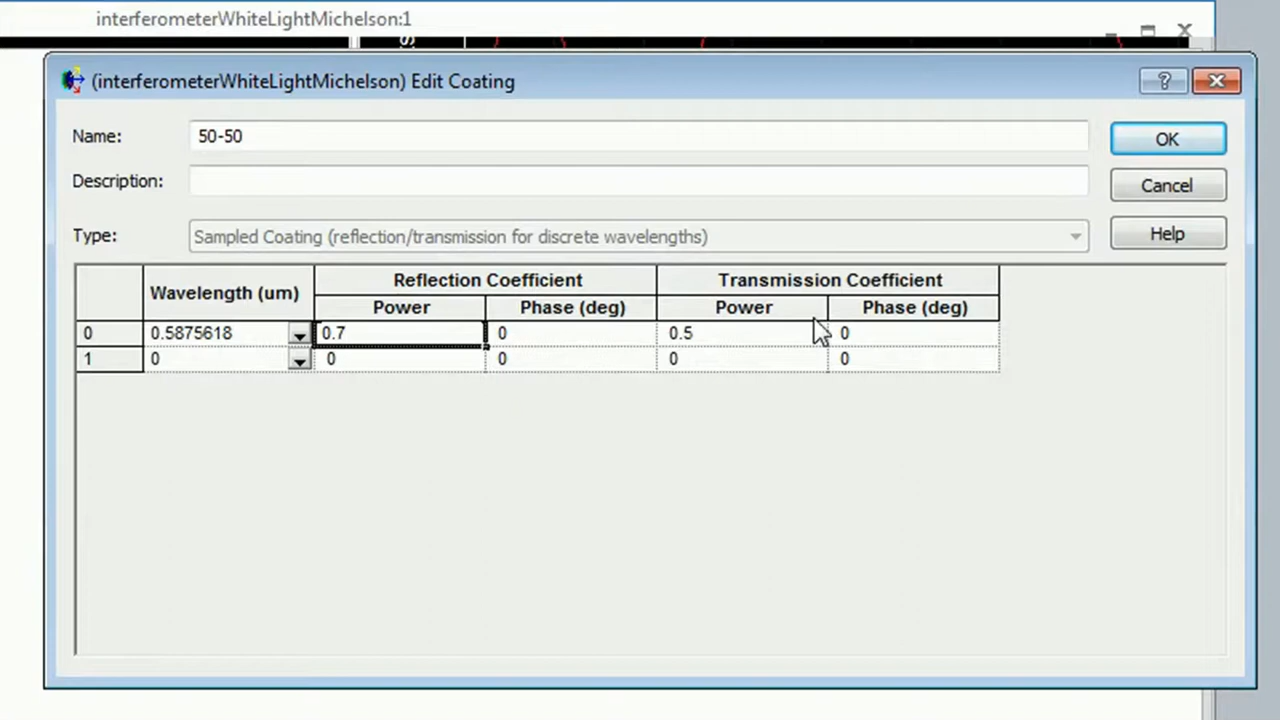 interferometerWhiteLightMichelson:1
(interferometerWhiteLightMichelson) Edit Coating
Name: 50-50 OK
Description: Cancel
Type: Sampled Coating (reflection/transmission for discrete wavelengths) Help
Wavelength (um) Reflection Coefficient Transmission Coefficient
Power Phase (deg) Power Phase (deg)
0 0.5875618 0.7 0 0.5 0
1 0 0 0 0 0